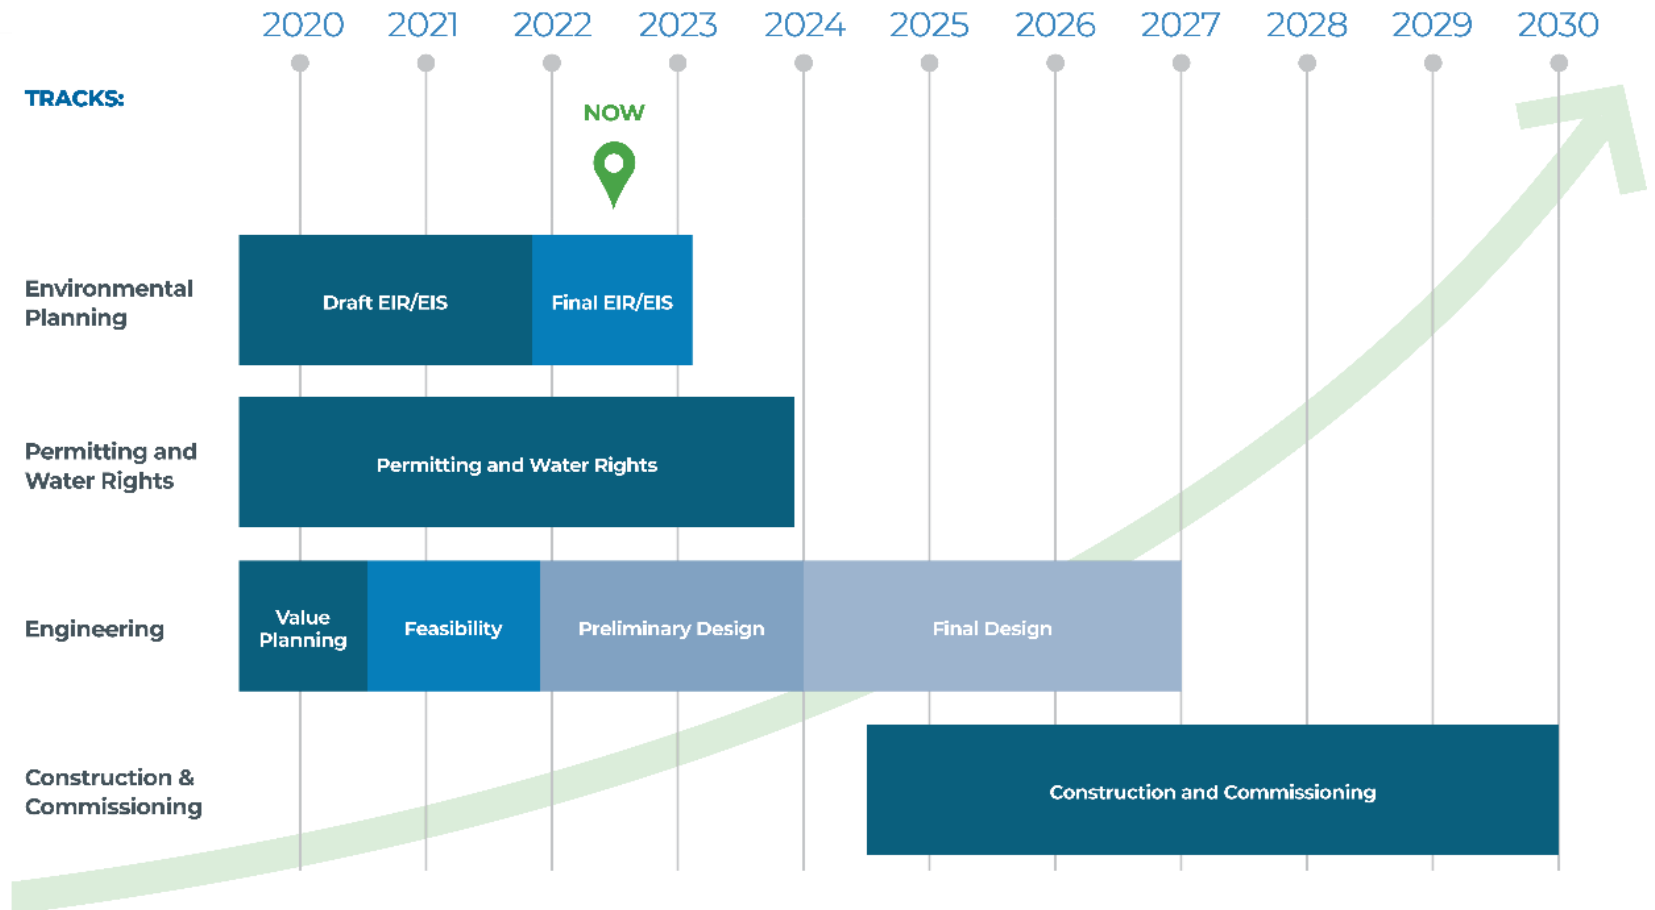 2020 2021 2022 2023 2024 2025 2026 2027 2028 2029 2030
TRACKS:
NOW
Environmental
Planning
Draft EIR/EIS
Final EIR/EIS
Permitting and
Water Rights
Permitting and Water Rights
Engineering
Value
Planning
Feasibility
Preliminary Design
Final Design
Construction &
Commissioning
Construction and Commissioning